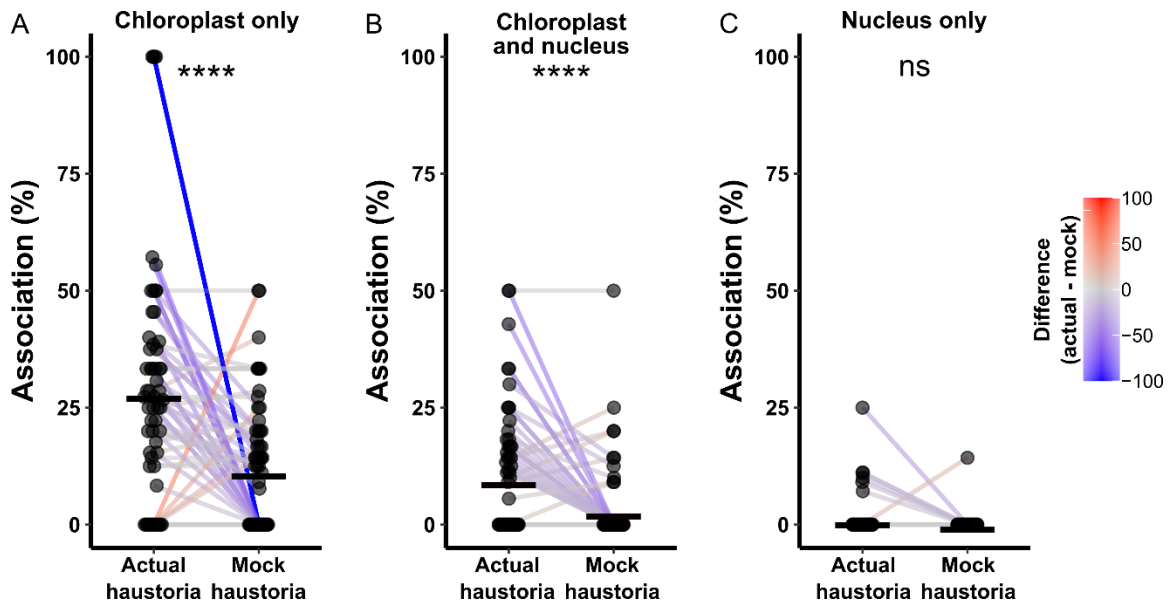 A
Chloroplast only
Association (%)
100
75
50
25
0
****
Actual
haustoria
Mock
haustoria
B
Chloroplast
and nucleus
Association (%)
100
75
50
25
0
****
Actual
haustoria
Mock
haustoria
C
Nucleus only
Association (%)
100
75
50
25
0
ns
Actual
haustoria
Mock
haustoria
Difference
(actual - mock)
100
50
0
−50
−100